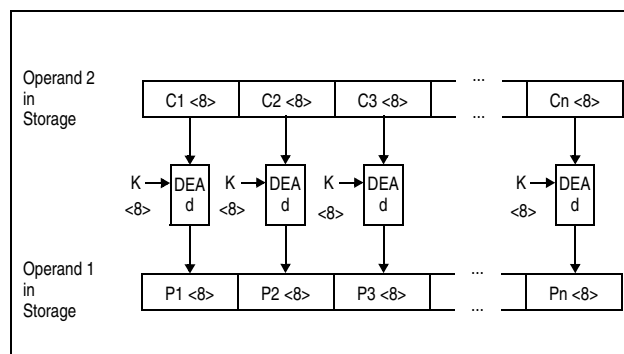 Operand 2
in
Storage
C1 <8> C2 <8> C3 <8> ... ... Cn <8>
K DEA K DEA K DEA K DEA
<8> d <8> d <8> d <8> d
Operand 1
in
Storage
P1 <8> P2 <8> P3 <8> ... ... Pn <8>